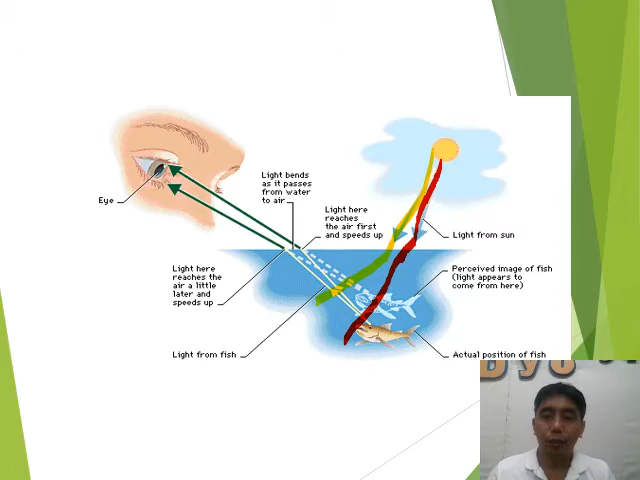 Light bends
as it passes
from water
to air
Eye
Light here
reaches
the air first
and speeds up
Light from sun
Light here
reaches the
air a little
later and
speeds up
Perceived image of fish
(light appears to
come from here)
Light from fish
Actual position of fish